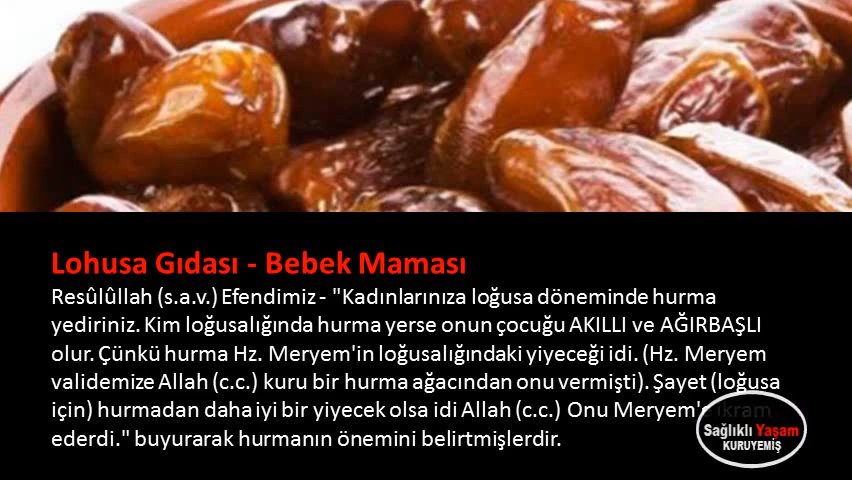 Lohusa Gıdası - Bebek Maması
Resûlûllah (s.a.v.) Efendimiz - "Kadınlarınıza loğusa döneminde hurma
yediriniz. Kim loğusalığında hurma yerse onun çocuğu AKILLI ve AĞIRBAŞLI
olur. Çünkü hurma Hz. Meryem'in loğusalığındaki yiyeceği idi. (Hz. Meryem
validemize Allah (c.c.) kuru bir hurma ağacından onu vermişti). Şayet (loğusa
için) hurmadan daha iyi bir yiyecek olsa idi Allah (c.c.) Onu Meryem'e ikram
ederdi." buyurarak hurmanın önemini belirtmişlerdir.
Sağlıklı Yaşam
KURUYEMİŞ